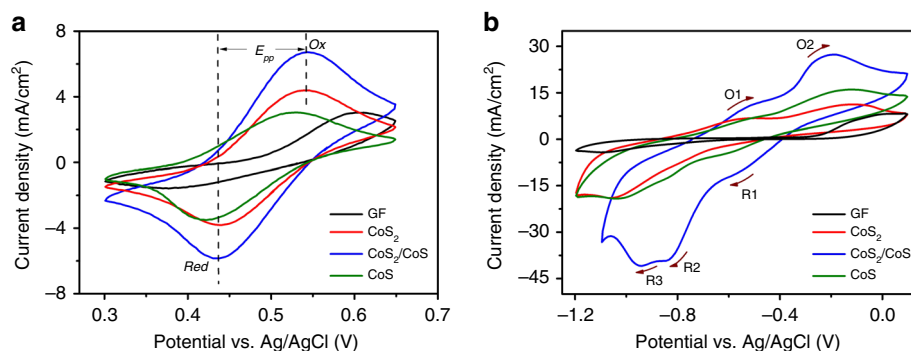 a
8
4
0
−4
−8
Current density (mA/cm²)
E_pp
Ox
Red
GF
CoS₂
CoS₂/CoS
CoS
0.3 0.4 0.5 0.6 0.7
Potential vs. Ag/AgCl (V)
b
30
15
0
−15
−30
−45
Current density (mA/cm²)
O2
O1
R1
R2
R3
GF
CoS₂
CoS₂/CoS
CoS
−1.2 −0.8 −0.4 0.0
Potential vs. Ag/AgCl (V)